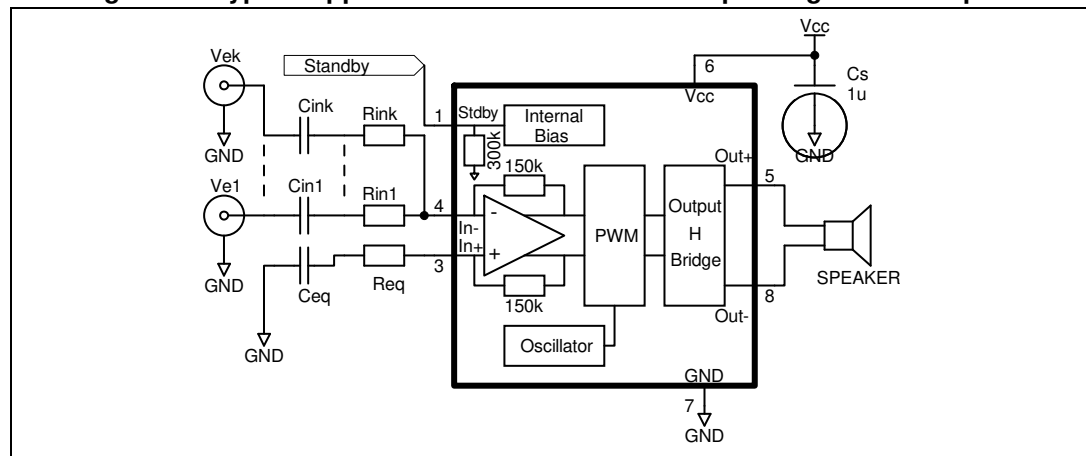 Vcc
Vek
Standby
6
Cs
1u
Vcc
Cink
Rink
1
Stdby
Internal
Bias
GND
300k
GND
Out+
150k
5
Ve1
Cin1
Rin1
4
In-
-
PWM
Output
H
Bridge
In+
+
3
SPEAKER
GND
Ceq
Req
150k
8
Out-
Oscillator
GND
GND
7
GND